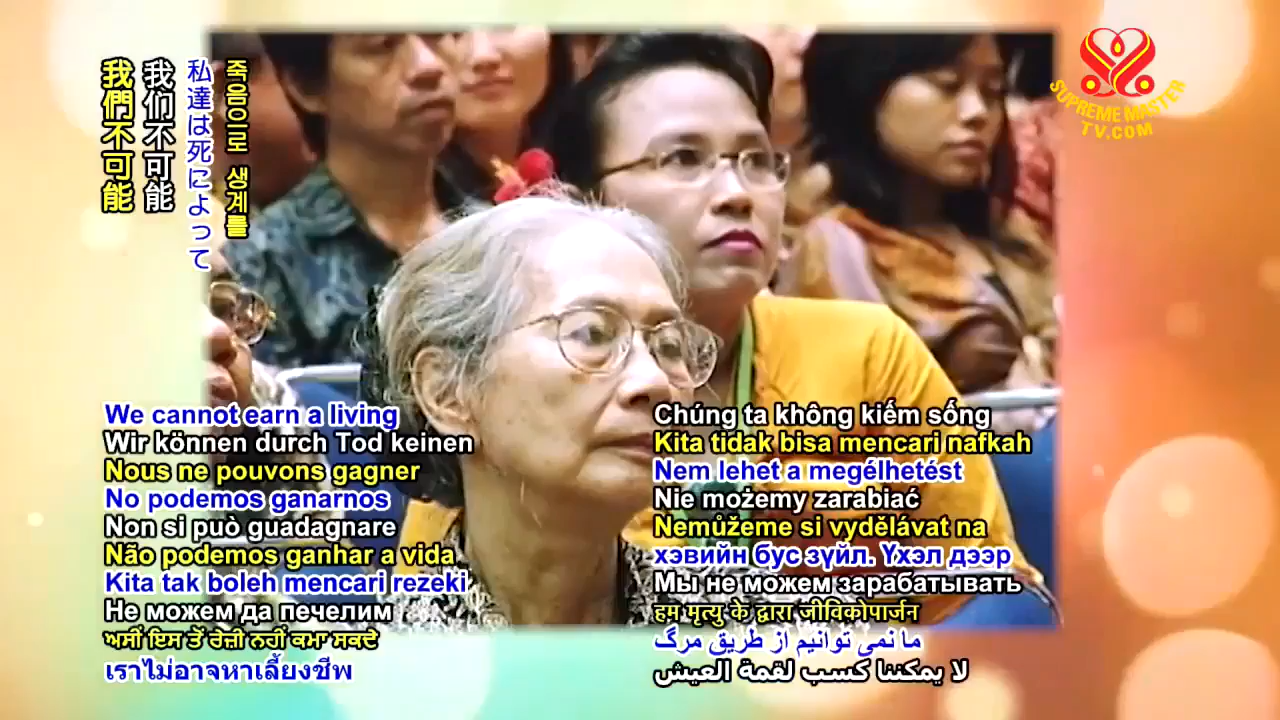 我們不可能
我们不可能
私達は死によって
죽음으로 생계를
SUPREME MASTER
TV.COM
We cannot earn a living
Wir können durch Tod keinen
Nous ne pouvons gagner
No podemos ganarnos
Non si può guadagnare
Não podemos ganhar a vida
Kita tak boleh mencari rezeki
Не можем да печелим
ਅਸੀਂ ਇਸ ਤੋਂ ਰੋਜ਼ੀ ਨਹੀਂ ਕਮਾ ਸਕਦੇ
เราไม่อาจหาเลี้ยงชีพ
Chúng ta không kiếm sống
Kita tidak bisa mencari nafkah
Nem lehet a megélhetést
Nie możemy zarabiać
Nemůžeme si vydělávat na
хэвийн бус зүйл. Үхэл дээр
Мы не можем зарабатывать
हम मृत्यु के द्वारा जीविकोपार्जन
ما نمی توانیم از طریق مرگ
لا يمكننا كسب لقمة العيش